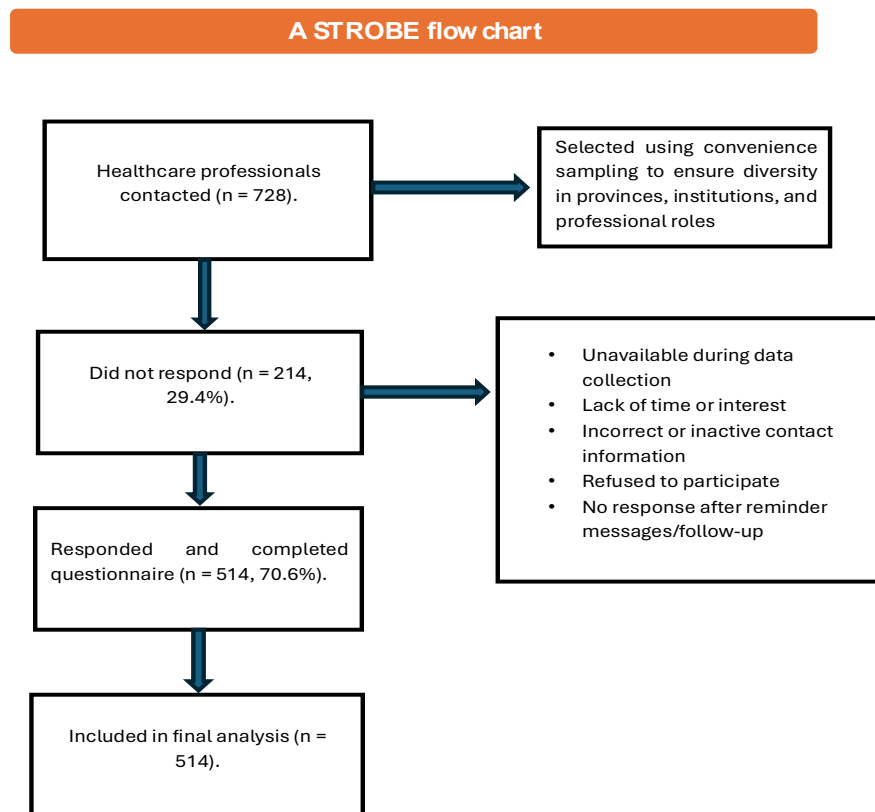 A STROBE flow chart
Healthcare professionals
contacted (n = 728).
Selected using convenience
sampling to ensure diversity
in provinces, institutions, and
professional roles
Did not respond (n = 214,
29.4%).
• Unavailable during data
collection
• Lack of time or interest
• Incorrect or inactive contact
information
• Refused to participate
• No response after reminder
messages/follow-up
Responded and completed
questionnaire (n = 514, 70.6%).
Included in final analysis (n =
514).